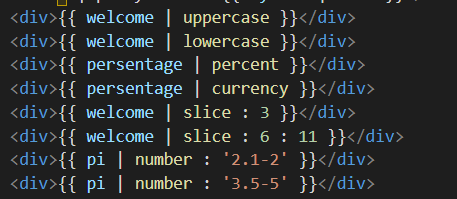 <div>{{ welcome | uppercase }}</div>
<div>{{ welcome | lowercase }}</div>
<div>{{ persentage | percent }}</div>
<div>{{ persentage | currency }}</div>
<div>{{ welcome | slice : 3 }}</div>
<div>{{ welcome | slice : 6 : 11 }}</div>
<div>{{ pi | number : '2.1-2' }}</div>
<div>{{ pi | number : '3.5-5' }}</div>